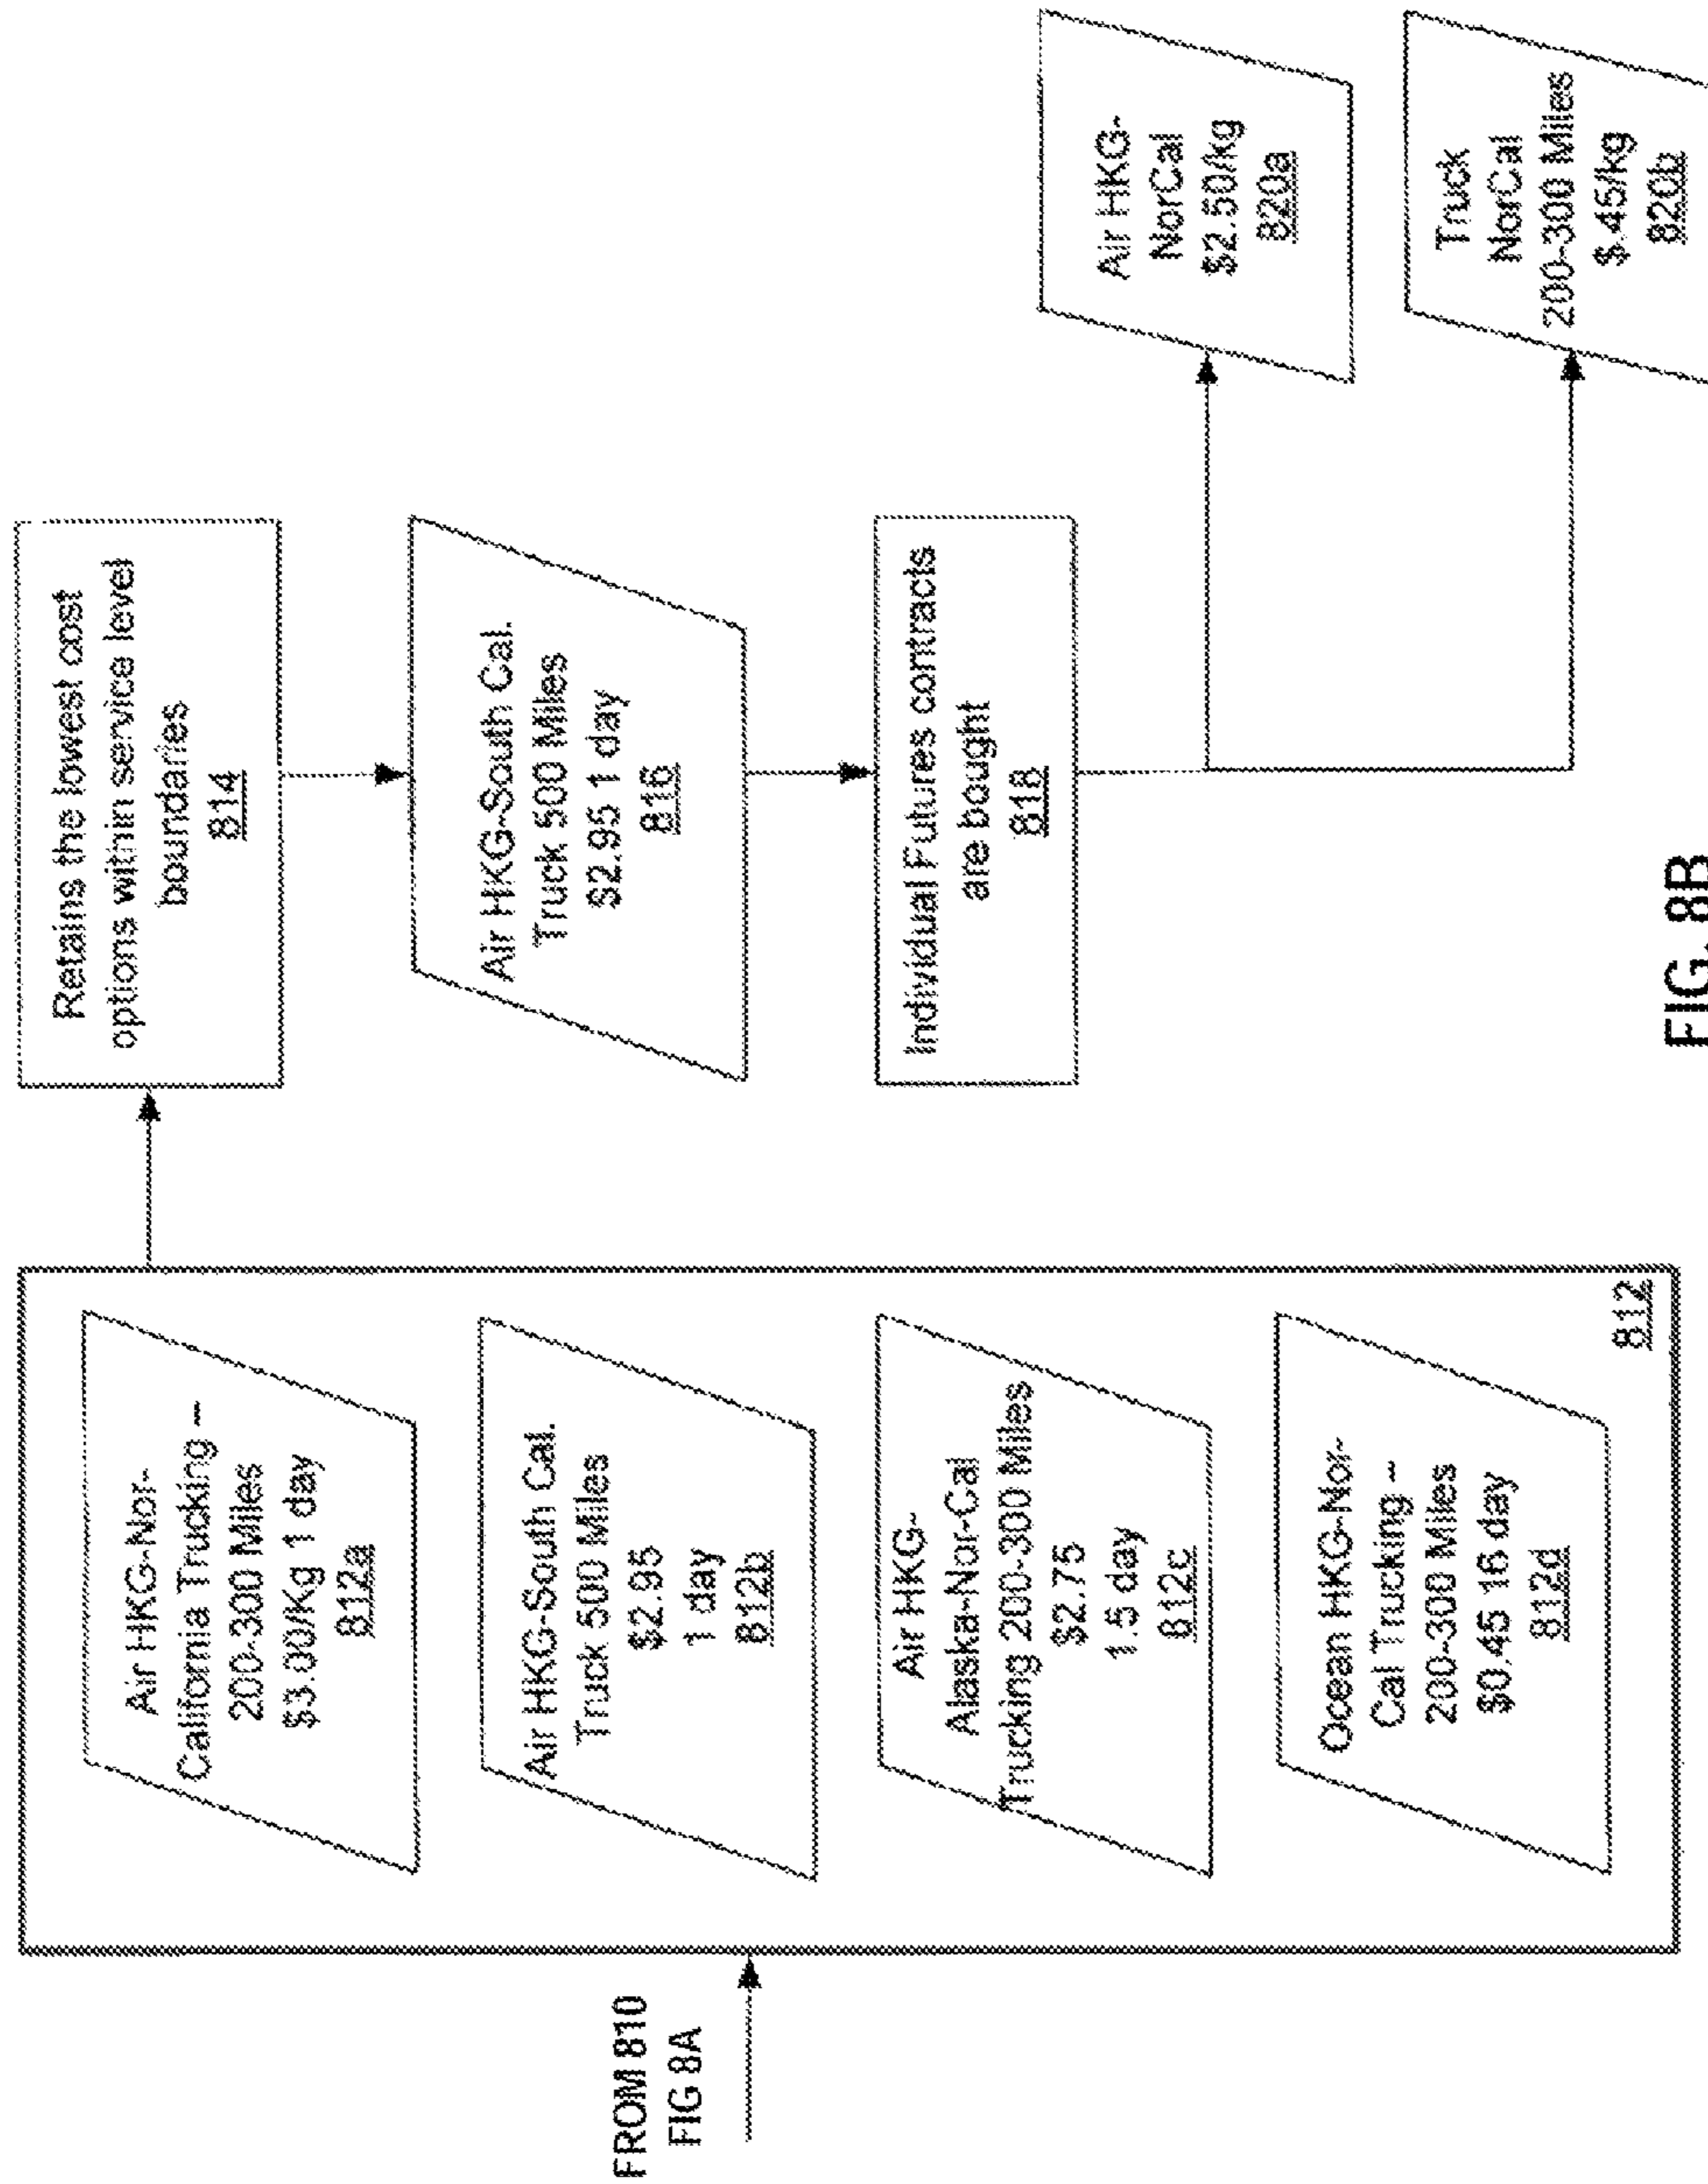 FROM 810
FIG 8A
Air HKG-Nor-
California Trucking –
200-300 Miles
$3.00/Kg 1 day
812a
Air HKG-South Cal.
Truck 500 Miles
$2.95
1 day
812b
Air HKG-
Alaska-Nor-Cal
Trucking 200-300 Miles
$2.75
1.5 day
812c
Ocean HKG-Nor-
Cal Trucking –
200-300 Miles
$0.45 16 day
812d
812
Retains the lowest cost
options within service level
boundaries
814
Air HKG-South Cal.
Truck 500 Miles
$2.95 1 day
816
Individual Futures contracts
are bought
818
Air HKG-
NorCal
$2.50/kg
820a
Truck
NorCal
200-300 Miles
$.45/kg
820b
FIG. 8B